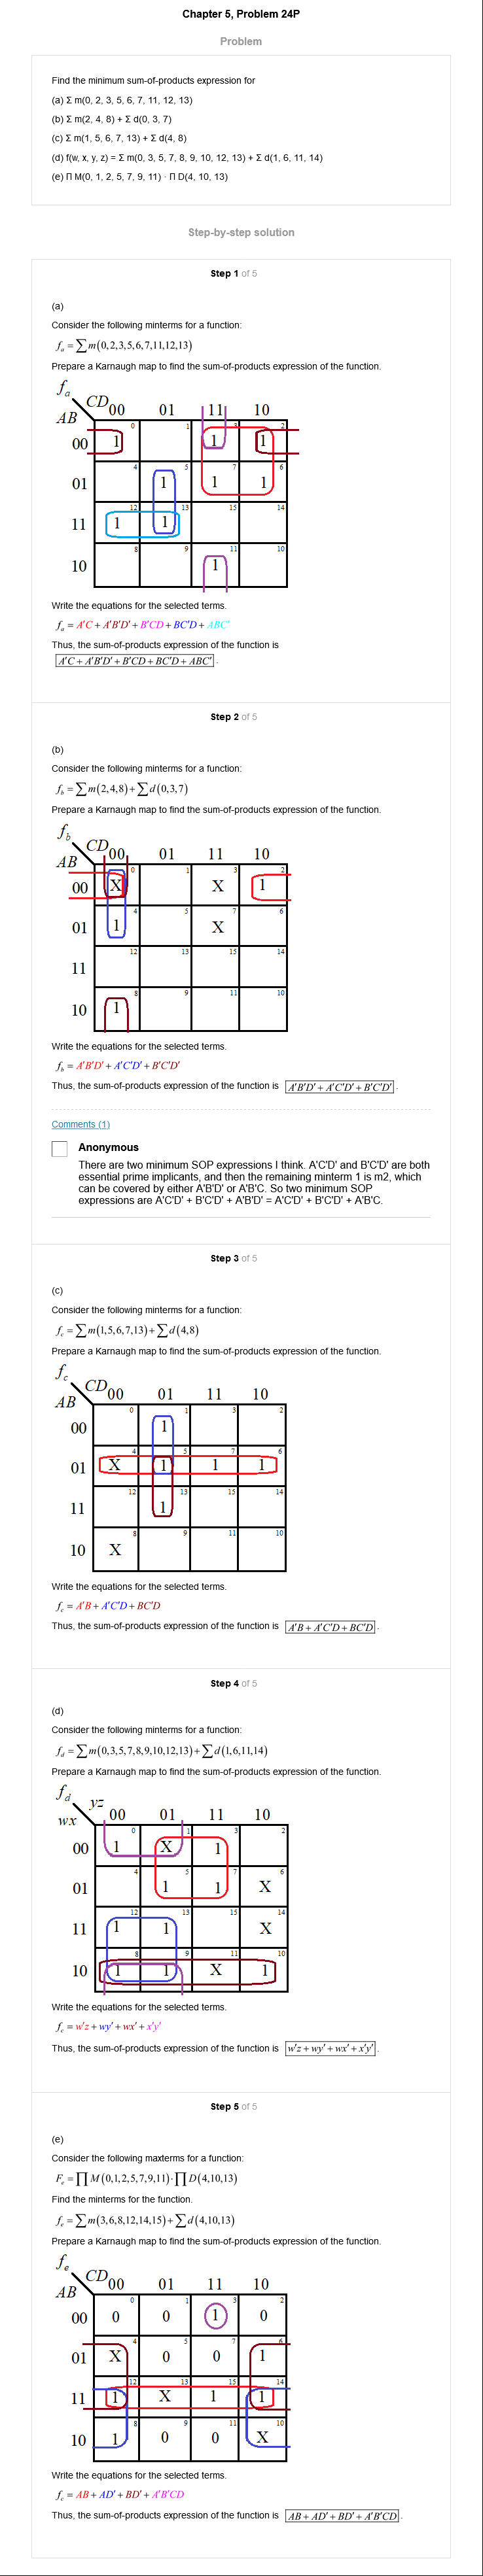 Chapter 5, Problem 24P
Problem
Find the minimum sum-of-products expression for
(a) Σ m(0, 2, 3, 5, 6, 7, 11, 12, 13)
(b) Σ m(2, 4, 8) + Σ d(0, 3, 7)
(c) Σ m(1, 5, 6, 7, 13) + Σ d(4, 8)
(d) f(w, x, y, z) = Σ m(0, 3, 5, 7, 8, 9, 10, 12, 13) + Σ d(1, 6, 11, 14)
(e) Π M(0, 1, 2, 5, 7, 9, 11) · Π D(4, 10, 13)
Step-by-step solution
Step 1 of 5
(a)
Consider the following minterms for a function:
fₐ = ∑m(0,2,3,5,6,7,11,12,13)
Prepare a Karnaugh map to find the sum-of-products expression of the function.
fₐ
CD
AB
00 01 11 10
0 1 3 2
00 1 1 1
4 5 7 6
01 1 1 1
12 13 15 14
11 1 1
8 9 11 10
10 1
Write the equations for the selected terms.
fₐ = A'C + A'B'D' + B'CD + BC'D + ABC'
Thus, the sum-of-products expression of the function is
A'C + A'B'D' + B'CD + BC'D + ABC' .
Step 2 of 5
(b)
Consider the following minterms for a function:
f_b = ∑m(2,4,8) + ∑d(0,3,7)
Prepare a Karnaugh map to find the sum-of-products expression of the function.
f_b
CD
AB
00 01 11 10
0 1 3 2
00 X X 1
4 5 7 6
01 1 X
12 13 15 14
11
8 9 11 10
10 1
Write the equations for the selected terms.
f_b = A'B'D' + A'C'D' + B'C'D'
Thus, the sum-of-products expression of the function is A'B'D' + A'C'D' + B'C'D' .
Comments (1)
Anonymous
There are two minimum SOP expressions I think. A'C'D' and B'C'D' are both
essential prime implicants, and then the remaining minterm 1 is m2, which
can be covered by either A'B'D' or A'B'C. So two minimum SOP
expressions are A'C'D' + B'C'D' + A'B'D' = A'C'D' + B'C'D' + A'B'C.
Step 3 of 5
(c)
Consider the following minterms for a function:
f_c = ∑m(1,5,6,7,13) + ∑d(4,8)
Prepare a Karnaugh map to find the sum-of-products expression of the function.
f_c
CD
AB
00 01 11 10
0 1 3 2
00 1
4 5 7 6
01 X 1 1 1
12 13 15 14
11 1
8 9 11 10
10 X
Write the equations for the selected terms.
f_c = A'B + A'C'D + BC'D
Thus, the sum-of-products expression of the function is A'B + A'C'D + BC'D .
Step 4 of 5
(d)
Consider the following minterms for a function:
f_d = ∑m(0,3,5,7,8,9,10,12,13) + ∑d(1,6,11,14)
Prepare a Karnaugh map to find the sum-of-products expression of the function.
f_d
yz
wx
00 01 11 10
0 1 3 2
00 1 X 1
4 5 7 6
01 1 1 X
12 13 15 14
11 1 1 X
8 9 11 10
10 1 1 X 1
Write the equations for the selected terms.
f_c = w'z + wy' + wx' + x'y'
Thus, the sum-of-products expression of the function is w'z + wy' + wx' + x'y' .
Step 5 of 5
(e)
Consider the following maxterms for a function:
F_e = ∏M(0,1,2,5,7,9,11)·∏D(4,10,13)
Find the minterms for the function.
f_e = ∑m(3,6,8,12,14,15) + ∑d(4,10,13)
Prepare a Karnaugh map to find the sum-of-products expression of the function.
f_e
CD
AB
00 01 11 10
0 1 3 2
00 0 0 1 0
4 5 7 6
01 X 0 0 1
12 13 15 14
11 1 X 1 1
8 9 11 10
10 1 0 0 X
Write the equations for the selected terms.
f_c = AB + AD' + BD' + A'B'CD
Thus, the sum-of-products expression of the function is AB + AD' + BD' + A'B'CD .